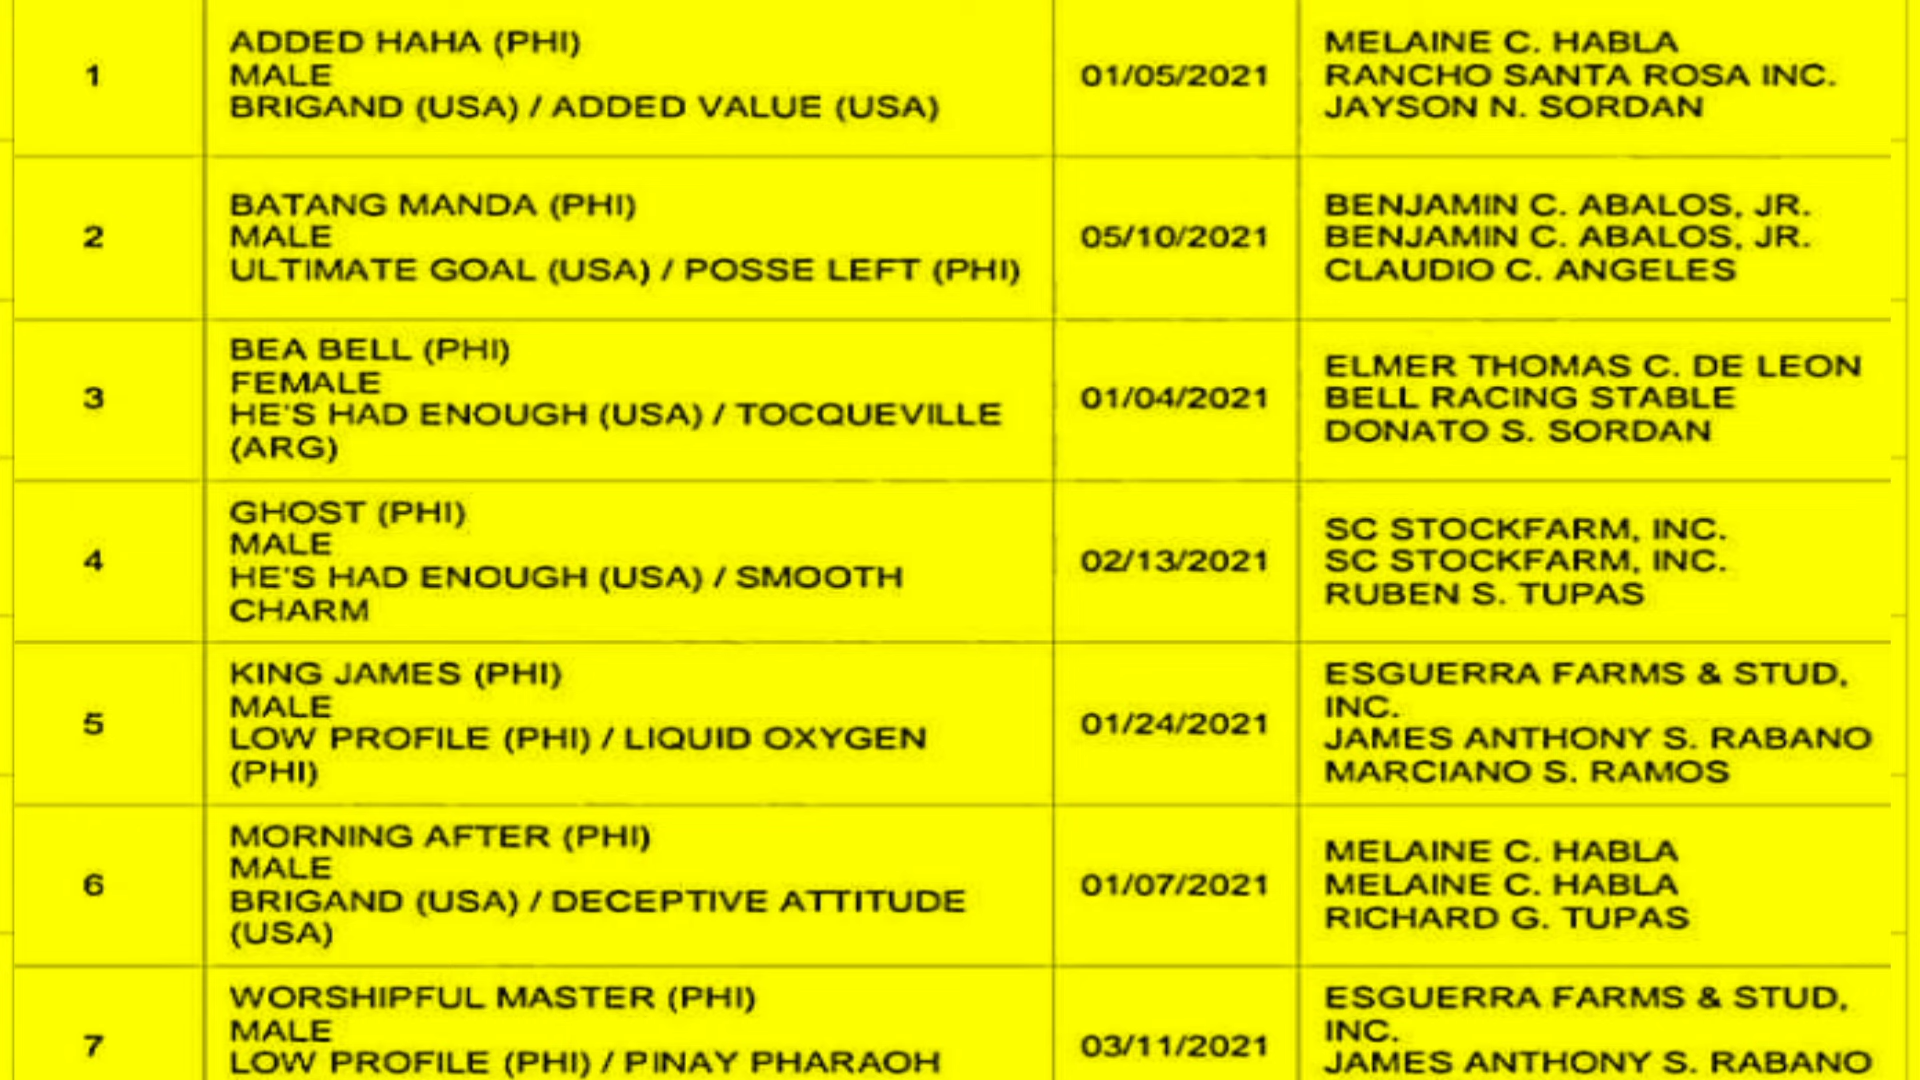 1
ADDED HAHA (PHI)
MALE
BRIGAND (USA) / ADDED VALUE (USA)
01/05/2021
MELAINE C. HABLA
RANCHO SANTA ROSA INC.
JAYSON N. SORDAN
2
BATANG MANDA (PHI)
MALE
ULTIMATE GOAL (USA) / POSSE LEFT (PHI)
05/10/2021
BENJAMIN C. ABALOS, JR.
BENJAMIN C. ABALOS, JR.
CLAUDIO C. ANGELES
3
BEA BELL (PHI)
FEMALE
HE'S HAD ENOUGH (USA) / TOCQUEVILLE
(ARG)
01/04/2021
ELMER THOMAS C. DE LEON
BELL RACING STABLE
DONATO S. SORDAN
4
GHOST (PHI)
MALE
HE'S HAD ENOUGH (USA) / SMOOTH
CHARM
02/13/2021
SC STOCKFARM, INC.
SC STOCKFARM, INC.
RUBEN S. TUPAS
5
KING JAMES (PHI)
MALE
LOW PROFILE (PHI) / LIQUID OXYGEN
(PHI)
01/24/2021
ESGUERRA FARMS & STUD,
INC.
JAMES ANTHONY S. RABANO
MARCIANO S. RAMOS
6
MORNING AFTER (PHI)
MALE
BRIGAND (USA) / DECEPTIVE ATTITUDE
(USA)
01/07/2021
MELAINE C. HABLA
MELAINE C. HABLA
RICHARD G. TUPAS
7
WORSHIPFUL MASTER (PHI)
MALE
LOW PROFILE (PHI) / PINAY PHARAOH
03/11/2021
ESGUERRA FARMS & STUD,
INC.
JAMES ANTHONY S. RABANO